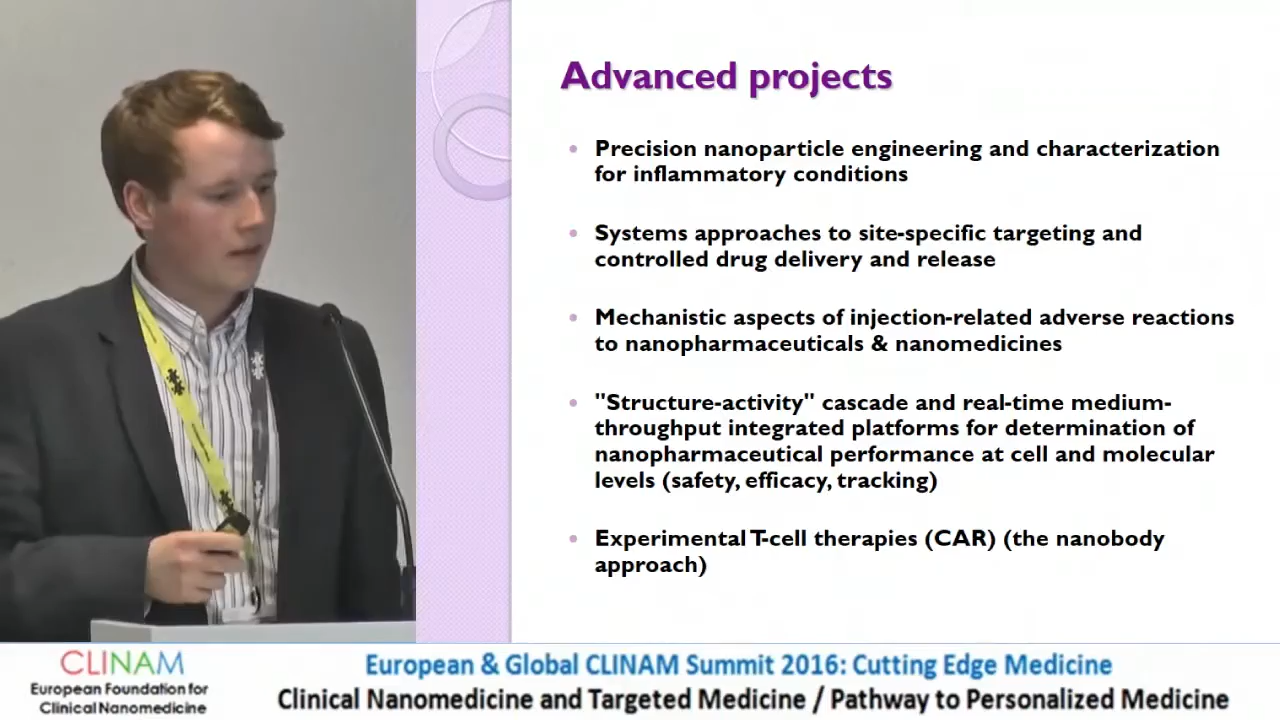 Advanced projects
Precision nanoparticle engineering and characterization
for inflammatory conditions
Systems approaches to site-specific targeting and
controlled drug delivery and release
Mechanistic aspects of injection-related adverse reactions
to nanopharmaceuticals & nanomedicines
"Structure-activity" cascade and real-time medium-
throughput integrated platforms for determination of
nanopharmaceutical performance at cell and molecular
levels (safety, efficacy, tracking)
Experimental T-cell therapies (CAR) (the nanobody
approach)
CLINAM
European Foundation for
Clinical Nanomedicine
European & Global CLINAM Summit 2016: Cutting Edge Medicine
Clinical Nanomedicine and Targeted Medicine / Pathway to Personalized Medicine